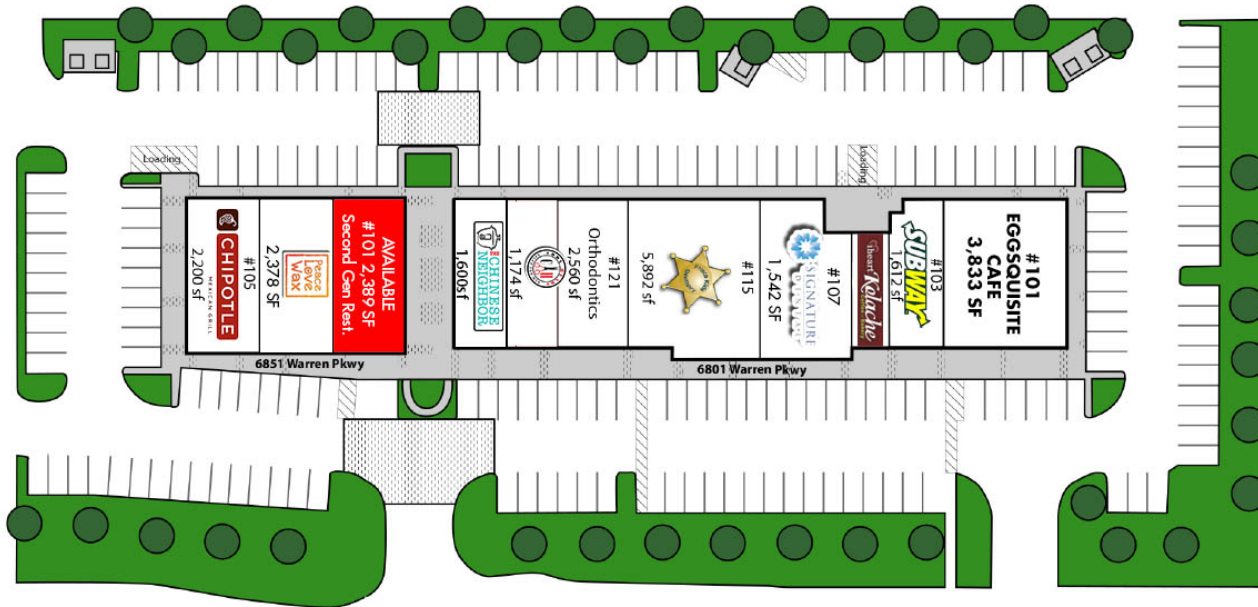 Loading
Loading
CHIPOTLE
MEXICAN GRILL
#105
2,200 sf
Peace
Love
Wax
2,378 SF
AVAILABLE
#101 2,389 SF
Second Gen Rest.
THE CHINESE
NEIGHBOR
1,600sf
1,174 sf
#121
Orthodontics
2,560 sf
#115
5,892 sf
SIGNATURE
#107
1,542 SF
iheart
Kolache
SUBWAY
#103
1,612 sf
#101
EGGSQUISITE
CAFE
3,833 SF
6851 Warren Pkwy
6801 Warren Pkwy